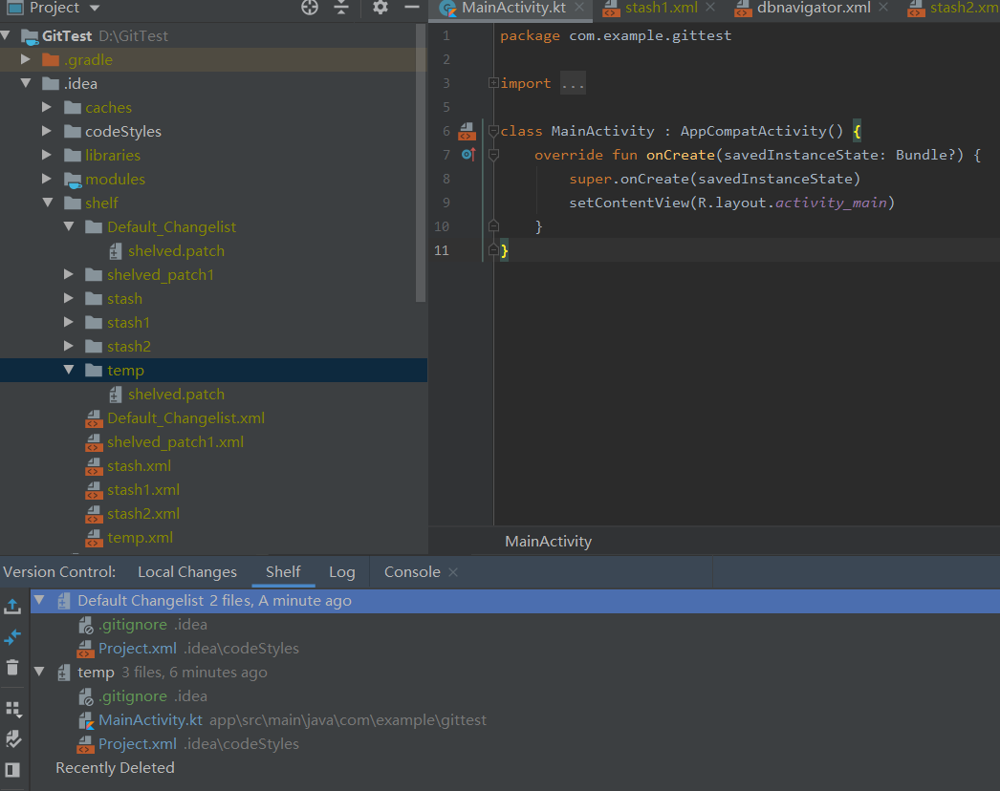 Project
GitTest D:\GitTest
.gradle
.idea
caches
codeStyles
libraries
modules
shelf
Default_Changelist
shelved.patch
shelved_patch1
stash
stash1
stash2
temp
shelved.patch
Default_Changelist.xml
shelved_patch1.xml
stash.xml
stash1.xml
stash2.xml
temp.xml
MainActivity.kt stash1.xml dbnavigator.xml stash2.xm
1 package com.example.gittest
2
3 import ...
5
6 class MainActivity : AppCompatActivity() {
7 override fun onCreate(savedInstanceState: Bundle?) {
8 super.onCreate(savedInstanceState)
9 setContentView(R.layout.activity_main)
10 }
11 }
MainActivity
Version Control: Local Changes Shelf Log Console
Default Changelist 2 files, A minute ago
.gitignore .idea
Project.xml .idea\codeStyles
temp 3 files, 6 minutes ago
.gitignore .idea
MainActivity.kt app\src\main\java\com\example\gittest
Project.xml .idea\codeStyles
Recently Deleted